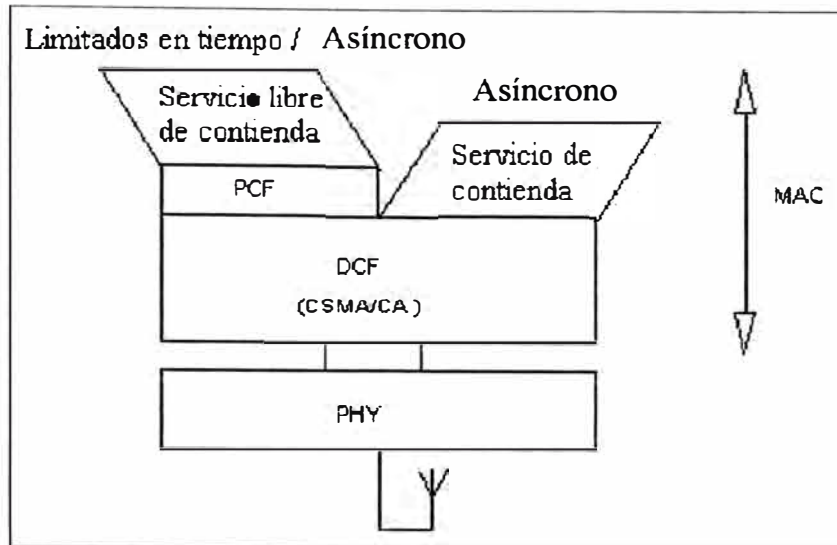 Limitados en tiempo / Asíncrono
Servicio libre
de contienda
Asíncrono
Servicio de
contienda
PCF
MAC
DCF
(CSMA/CA)
PHY